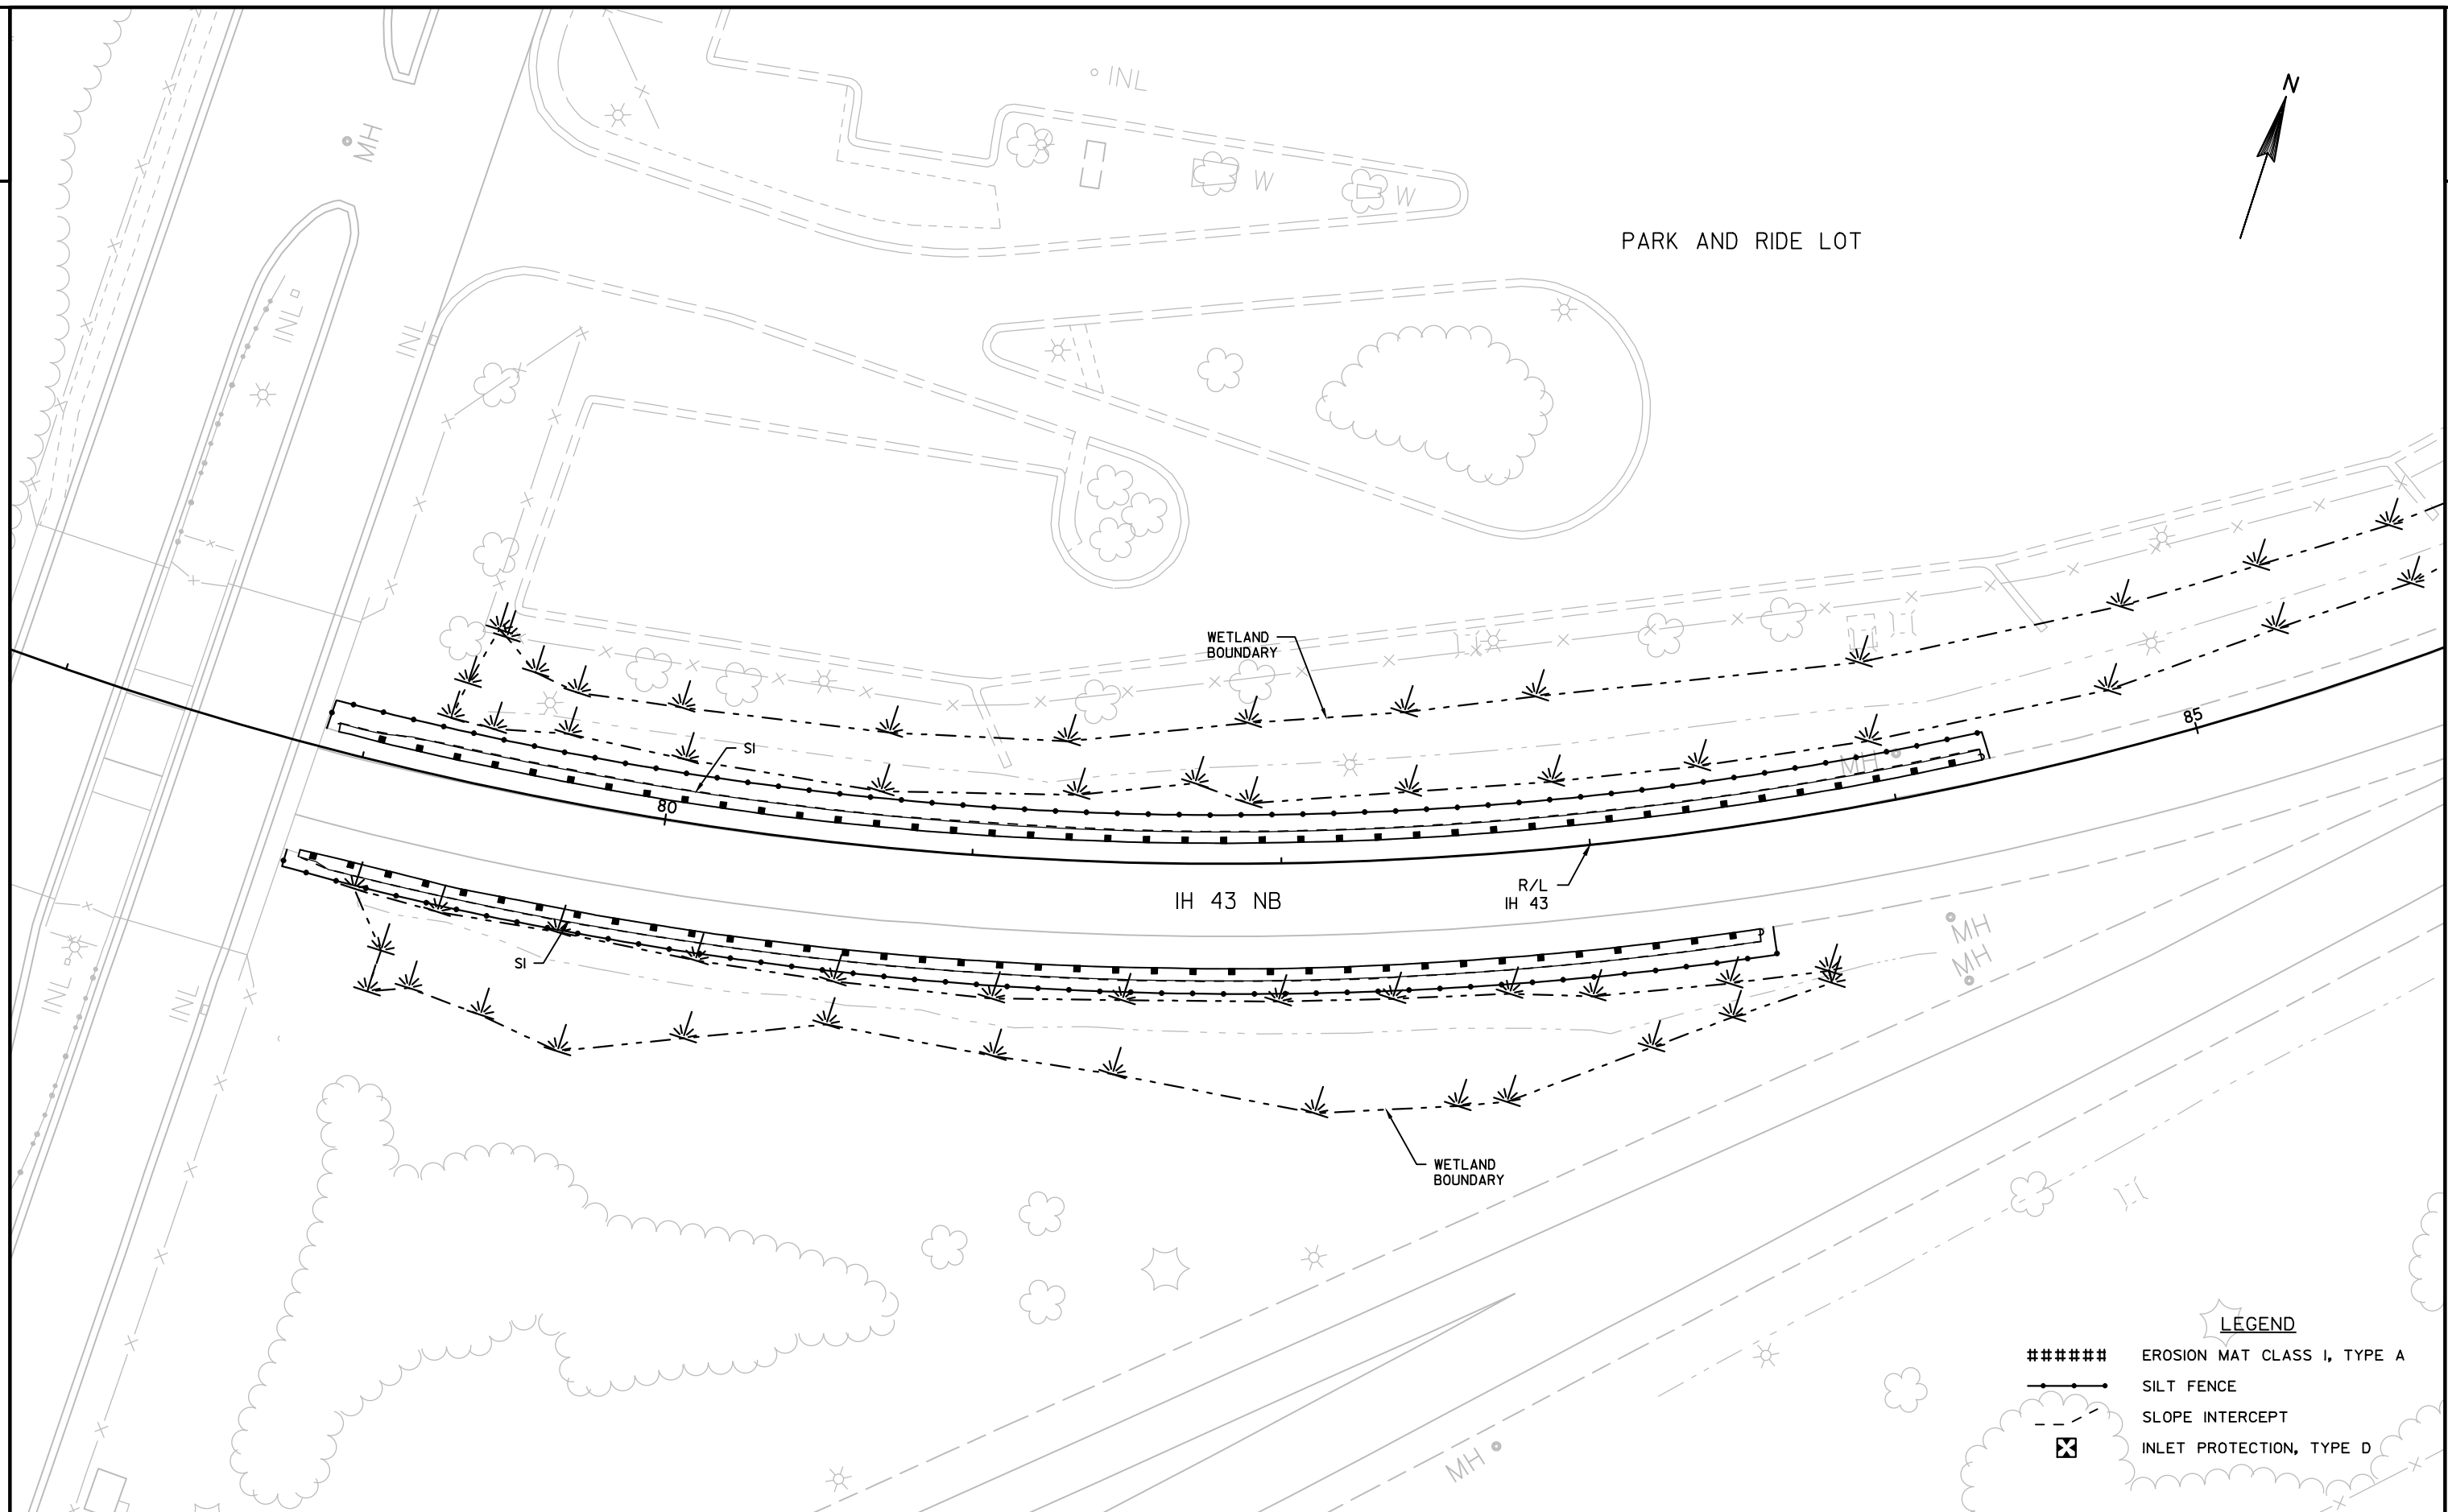 MH
INL
N
W
W
PARK AND RIDE LOT
INL
INL
WETLAND
BOUNDARY
85
SI
MH
80
R/L
IH 43
IH 43 NB
MH
MH
SI
INL
INL
WETLAND
BOUNDARY
LEGEND
###### EROSION MAT CLASS I, TYPE A
SILT FENCE
SLOPE INTERCEPT
INLET PROTECTION, TYPE D
MH